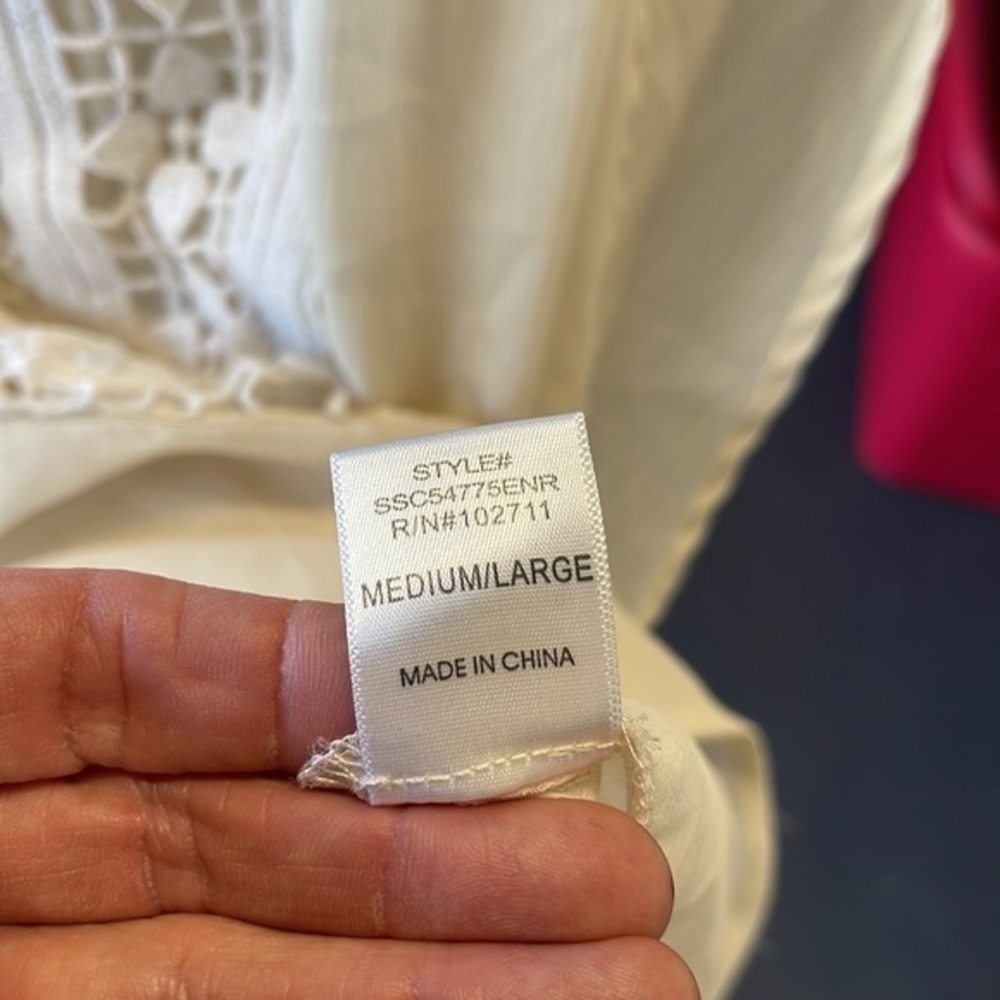 STYLE#
SSC54775ENR
R/N#102711
MEDIUM/LARGE
MADE IN CHINA